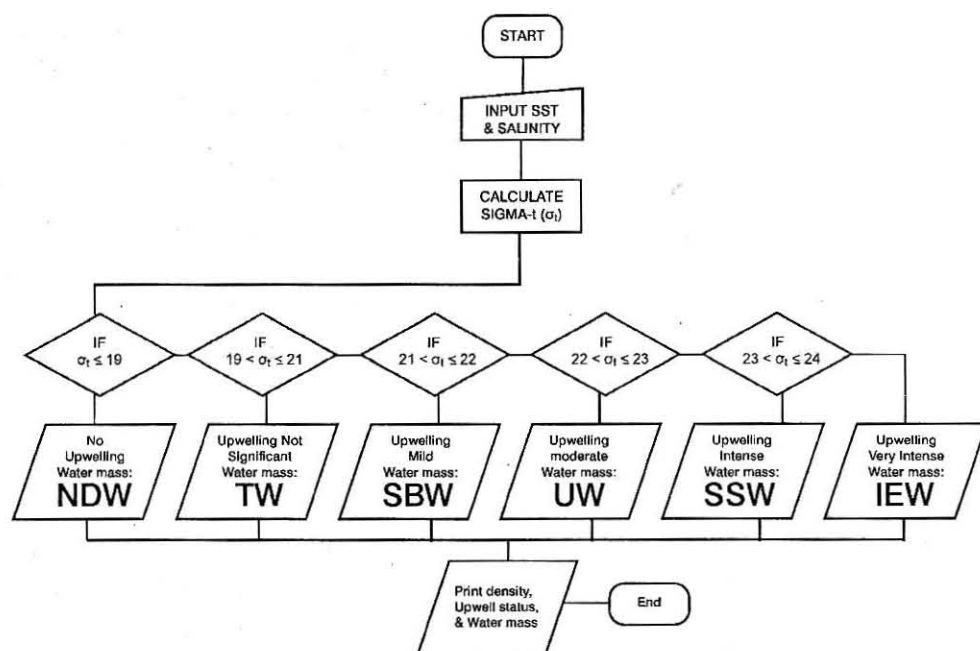 START
INPUT SST
& SALINITY
CALCULATE
SIGMA-t (σt)
IF
σt ≤ 19
IF
19 < σt ≤ 21
IF
21 < σt ≤ 22
IF
22 < σt ≤ 23
IF
23 < σt ≤ 24
No
Upwelling
Water mass:
NDW
Upwelling Not
Significant
Water mass:
TW
Upwelling
Mild
Water mass:
SBW
Upwelling
moderate
Water mass:
UW
Upwelling
Intense
Water mass:
SSW
Upwelling
Very Intense
Water mass:
IEW
Print density,
Upwell status,
& Water mass
End